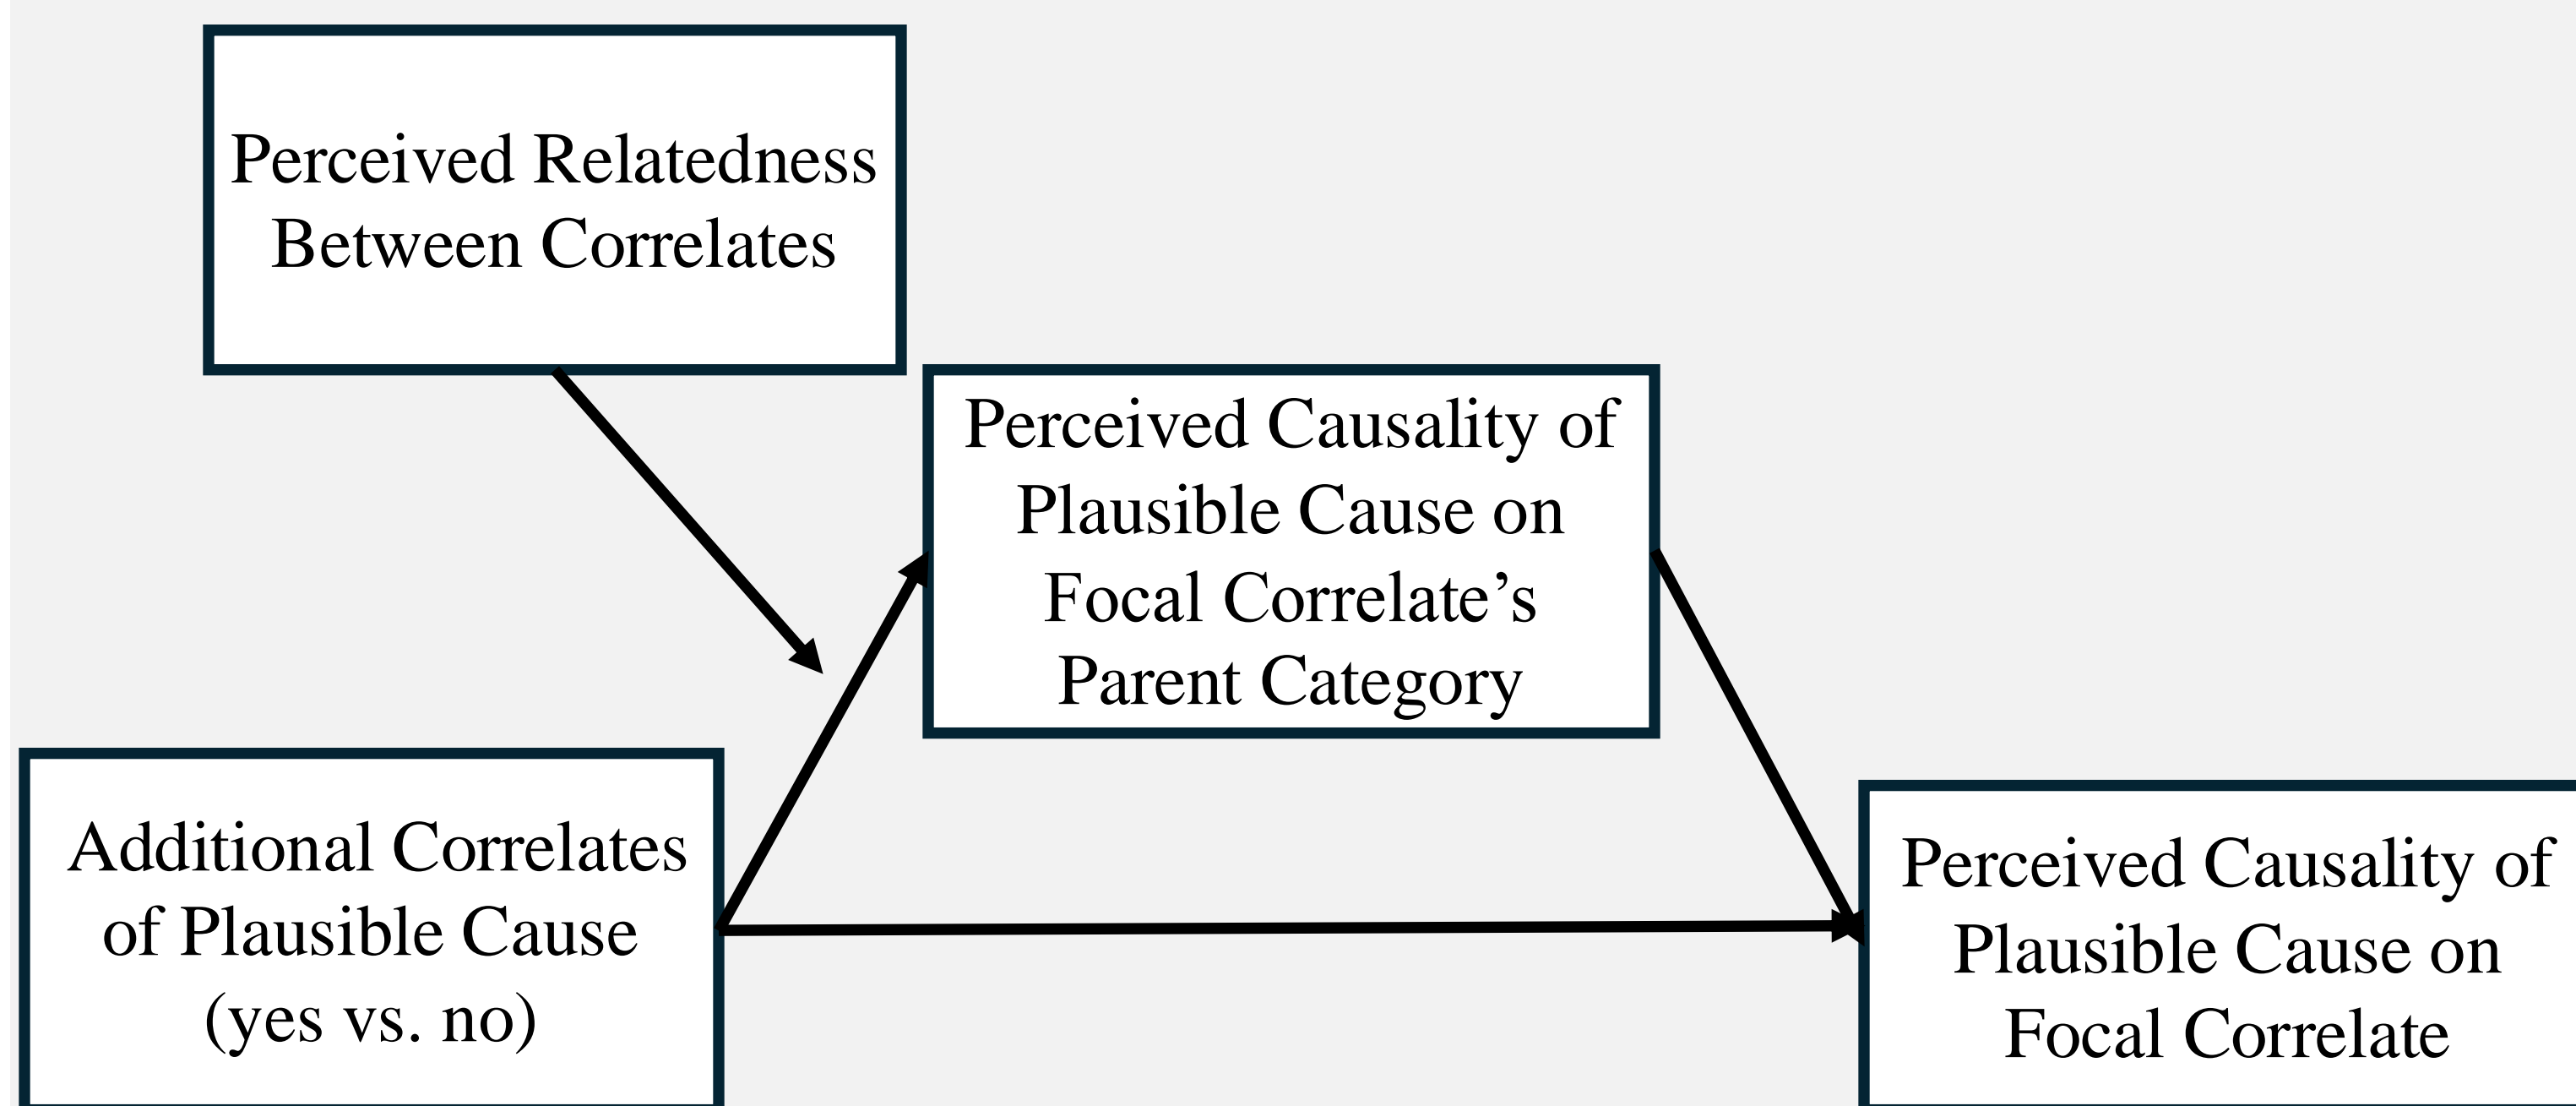 Perceived Relatedness
Between Correlates
Perceived Causality of
Plausible Cause on
Focal Correlate’s
Parent Category
Additional Correlates
of Plausible Cause
(yes vs. no)
Perceived Causality of
Plausible Cause on
Focal Correlate